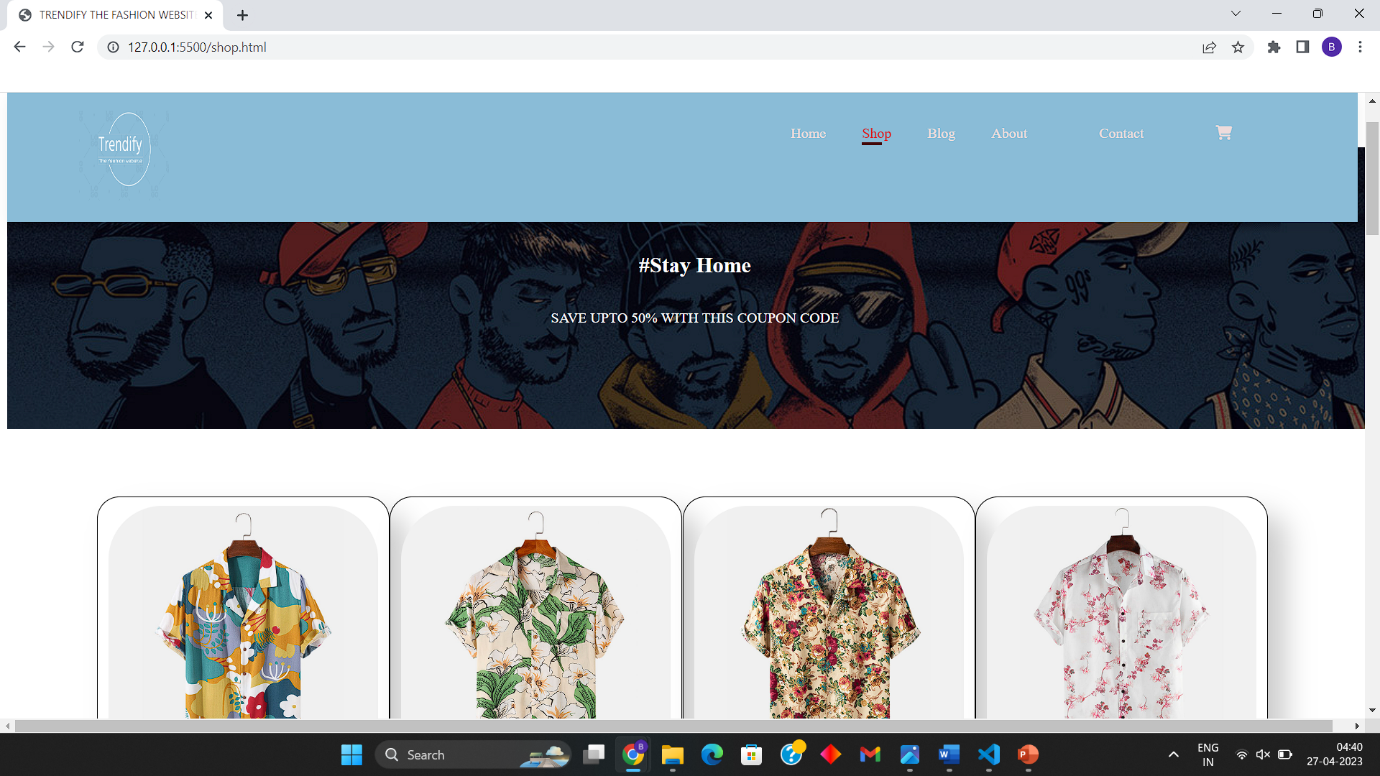 TRENDIFY THE FASHION WEBSIT
127.0.0.1:5500/shop.html
B
Trendify
Home
Shop
Blog
About
Contact
#Stay Home
SAVE UPTO 50% WITH THIS COUPON CODE
Search
ENG
IN
04:40
27-04-2023